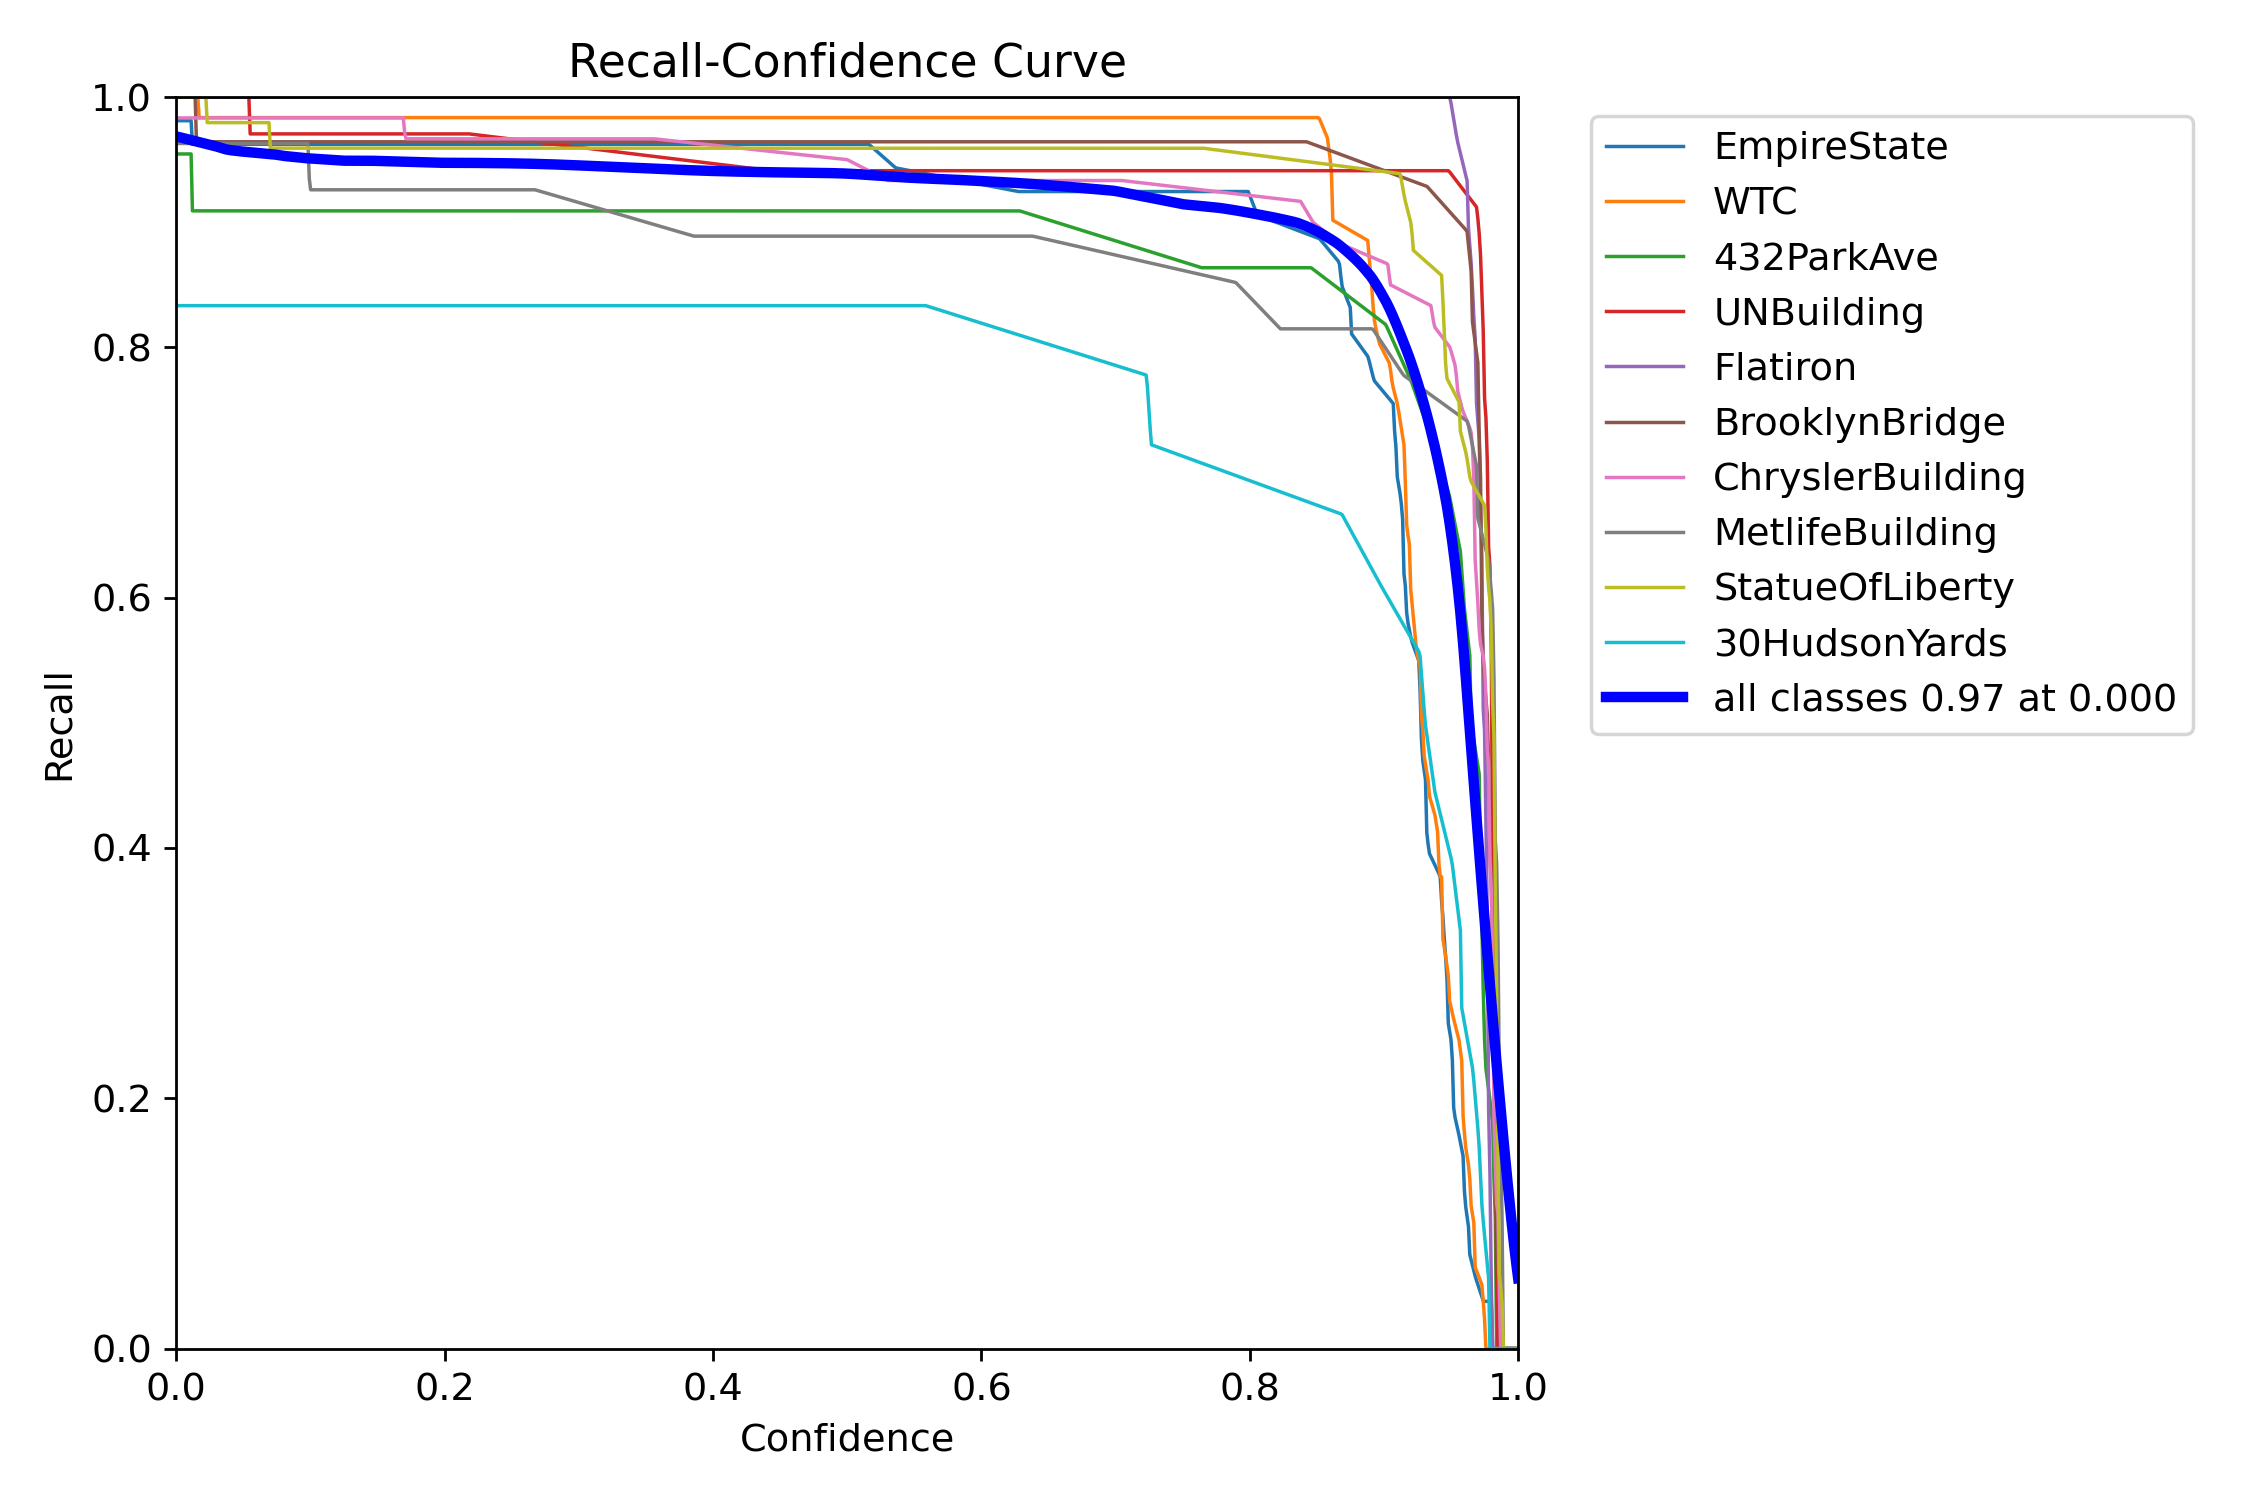 Recall-Confidence Curve
1.0
0.8
0.6
0.4
0.2
0.0
Recall
0.0 0.2 0.4 0.6 0.8 1.0
Confidence
EmpireState
WTC
432ParkAve
UNBuilding
Flatiron
BrooklynBridge
ChryslerBuilding
MetlifeBuilding
StatueOfLiberty
30HudsonYards
all classes 0.97 at 0.000